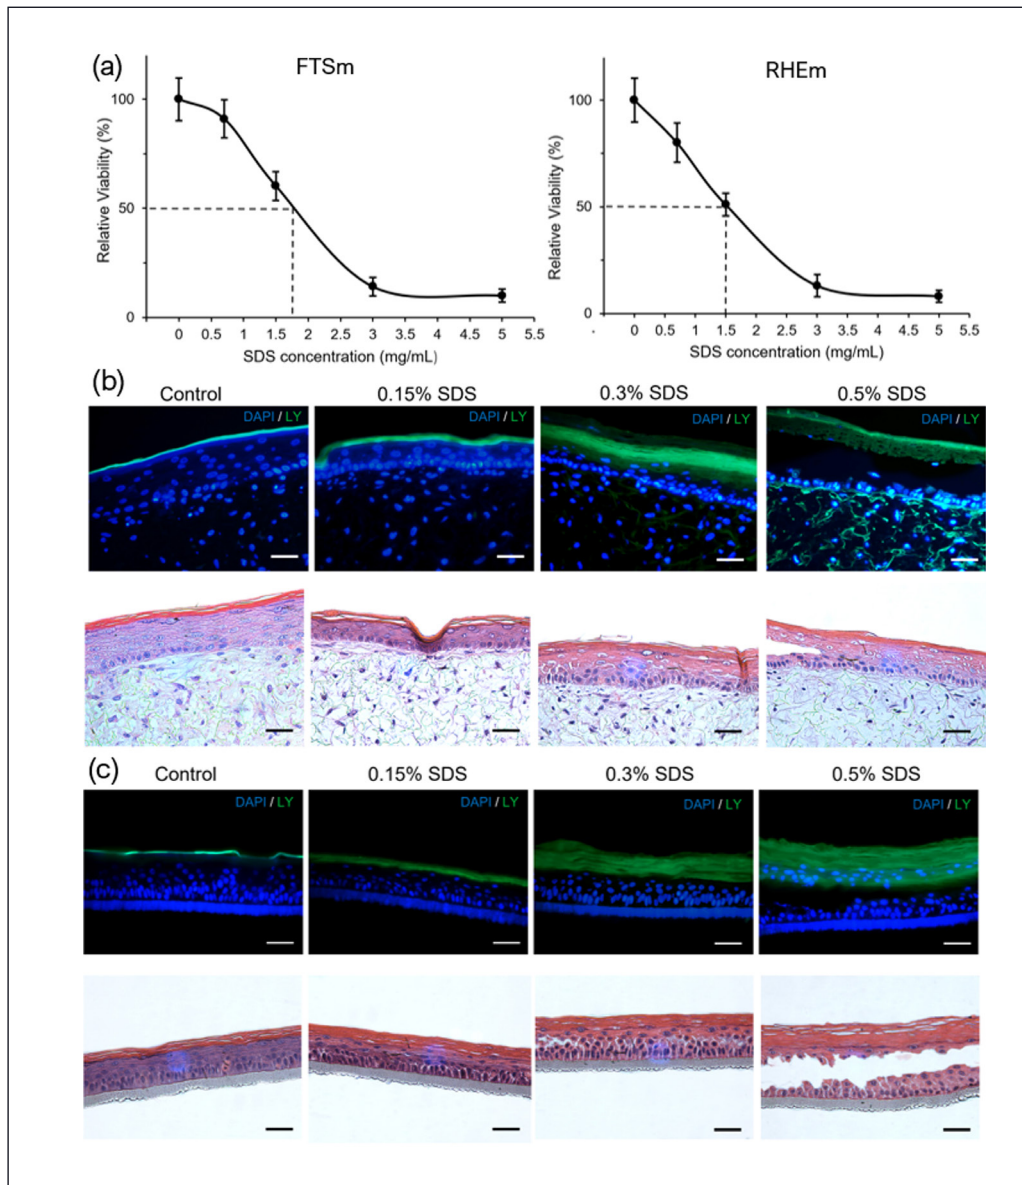 (a)
FTSm
RHEm
Relative Viability (%)
100
50
0
0 0.5 1 1.5 2 2.5 3 3.5 4 4.5 5 5.5
SDS concentration (mg/mL)
Relative Viability (%)
100
50
0
0 0.5 1 1.5 2 2.5 3 3.5 4 4.5 5 5.5
SDS concentration (mg/mL)
(b)
Control 0.15% SDS 0.3% SDS 0.5% SDS
DAPI / LY DAPI / LY DAPI / LY DAPI / LY
(c)
Control 0.15% SDS 0.3% SDS 0.5% SDS
DAPI / LY DAPI / LY DAPI / LY DAPI / LY